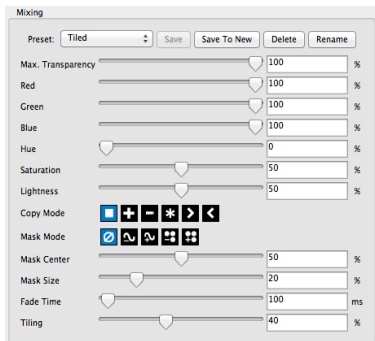 Mixing
Preset: Tiled Save Save To New Delete Rename
Max. Transparency 100 %
Red 100 %
Green 100 %
Blue 100 %
Hue 0 %
Saturation 50 %
Lightness 50 %
Copy Mode + - * > <
Mask Mode
Mask Center 50 %
Mask Size 20 %
Fade Time 100 ms
Tiling 40 %